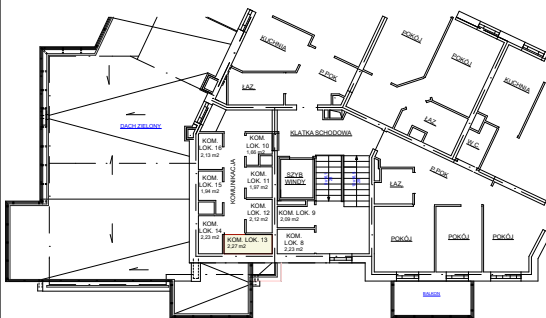 KUCHNIA
POKÓJ
POKÓJ
KUCHNIA
P.POK
ŁAZ.
ŁAZ.
W.C.
DACH ZIELONY
KLATKA SCHODOWA
KOMUNIKACJA
KOM.
LOK. 16
2,13 m2
KOM.
LOK. 10
1,66 m2
KOM.
LOK. 15
1,94 m2
KOM.
LOK. 11
1,97 m2
KOM.
LOK. 14
2,23 m2
KOM.
LOK. 12
2,12 m2
KOM. LOK. 13
2,27 m2
SZYB
WINDY
KOM. LOK. 9
2,59 m2
KOM.
LOK. 8
2,23 m2
P.POK
ŁAZ.
POKÓJ
POKÓJ
POKÓJ
BALKON